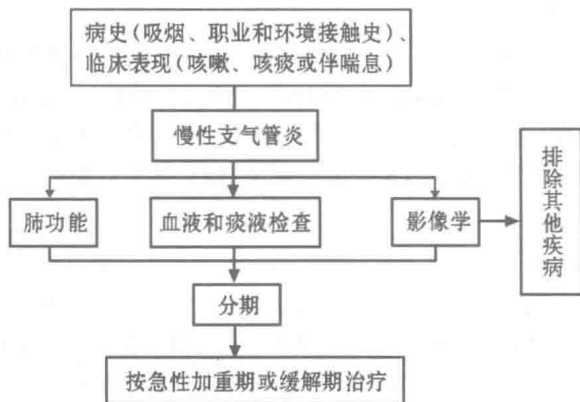 病史(吸烟、职业和环境接触史)、
临床表现(咳嗽、咳痰或伴喘息)
慢性支气管炎
肺功能
血液和痰液检查
影像学
排除其他疾病
分期
按急性加重期或缓解期治疗